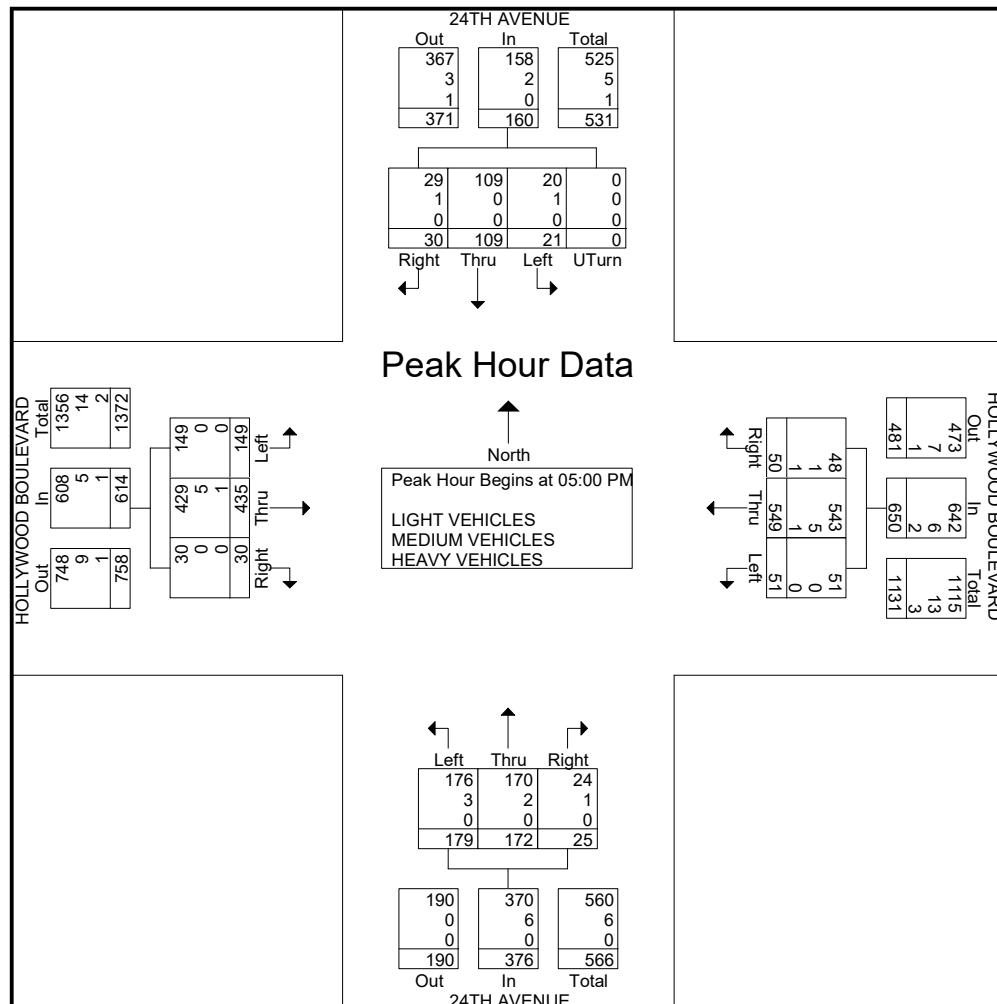 24TH AVENUE
Out In Total
367 158 525
3 2 5
1 0 1
371 160 531
29 109 20 0
1 0 1 0
0 0 0 0
30 109 21 0
Right Thru Left UTurn
Peak Hour Data
North
Peak Hour Begins at 05:00 PM
LIGHT VEHICLES
MEDIUM VEHICLES
HEAVY VEHICLES
HOLLYWOOD BOULEVARD
Total
1356
14
2
1372
In
608
5
1
614
Out
748
9
1
758
Left
149
0
0
149
Thru
429
5
1
435
Right
30
0
0
30
HOLLYWOOD BOULEVARD
Out
473
7
1
481
In
642
6
2
650
Total
1115
13
3
1131
Right
48
1
1
50
Thru
543
5
1
549
Left
51
0
0
51
Left Thru Right
176 170 24
3 2 1
0 0 0
179 172 25
190 370 560
0 6 6
0 0 0
190 376 566
Out In Total
24TH AVENUE